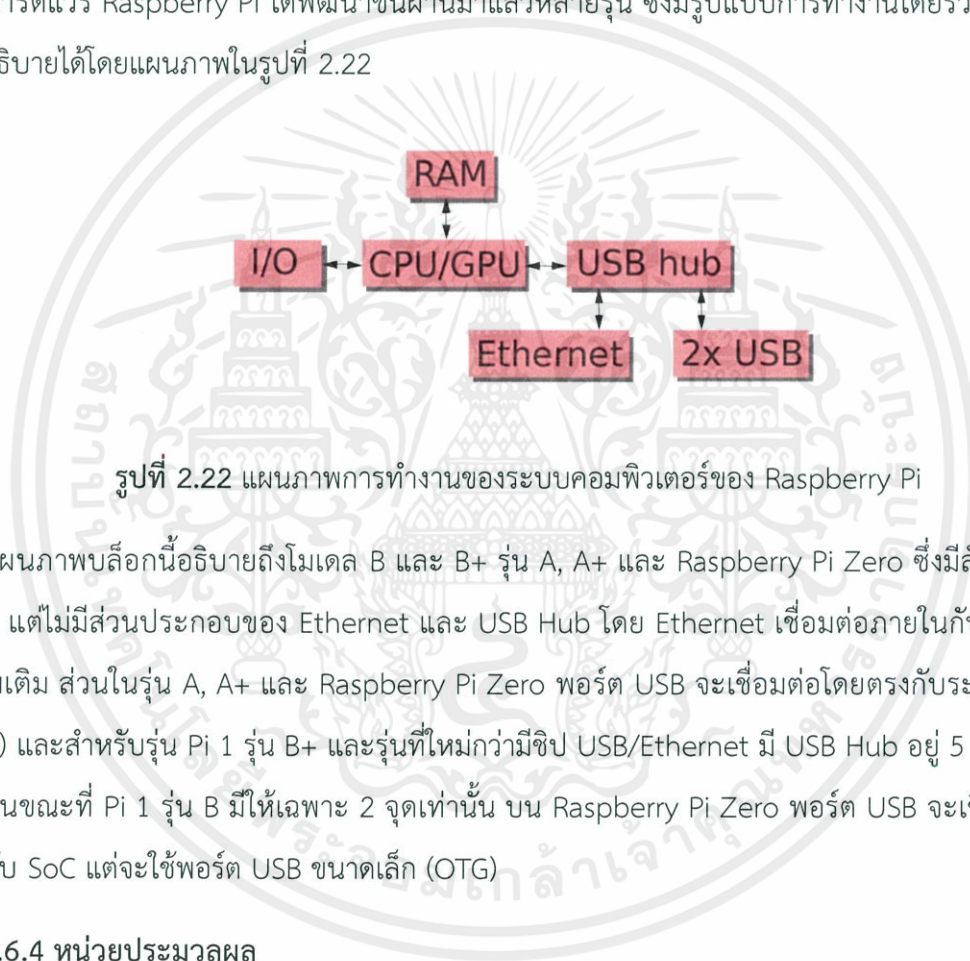 ารดแวร์ Raspberry Pi ได้พัฒนาขึ้นผ่านมาแล้วหลายรุ่น ซึ่งมีรูปแบบการทำงานโดยรว
ธิบายได้โดยแผนภาพในรูปที่ 2.22
RAM
I/O CPU/GPU USB hub
Ethernet 2x USB
รูปที่ 2.22 แผนภาพการทำงานของระบบคอมพิวเตอร์ของ Raspberry Pi
ผนภาพบล็อกนี้อธิบายถึงโมเดล B และ B+ รุ่น A, A+ และ Raspberry Pi Zero ซึ่งมีลั
แต่ไม่มีส่วนประกอบของ Ethernet และ USB Hub โดย Ethernet เชื่อมต่อภายในกั
มเติม ส่วนในรุ่น A, A+ และ Raspberry Pi Zero พอร์ต USB จะเชื่อมต่อโดยตรงกับระ
) และสำหรับรุ่น Pi 1 รุ่น B+ และรุ่นที่ใหม่กว่ามีชิป USB/Ethernet มี USB Hub อยู่ 5
นขณะที่ Pi 1 รุ่น B มีให้เฉพาะ 2 จุดเท่านั้น บน Raspberry Pi Zero พอร์ต USB จะเชื
บ SoC แต่จะใช้พอร์ต USB ขนาดเล็ก (OTG)
.6.4 หน่วยประมวลผล